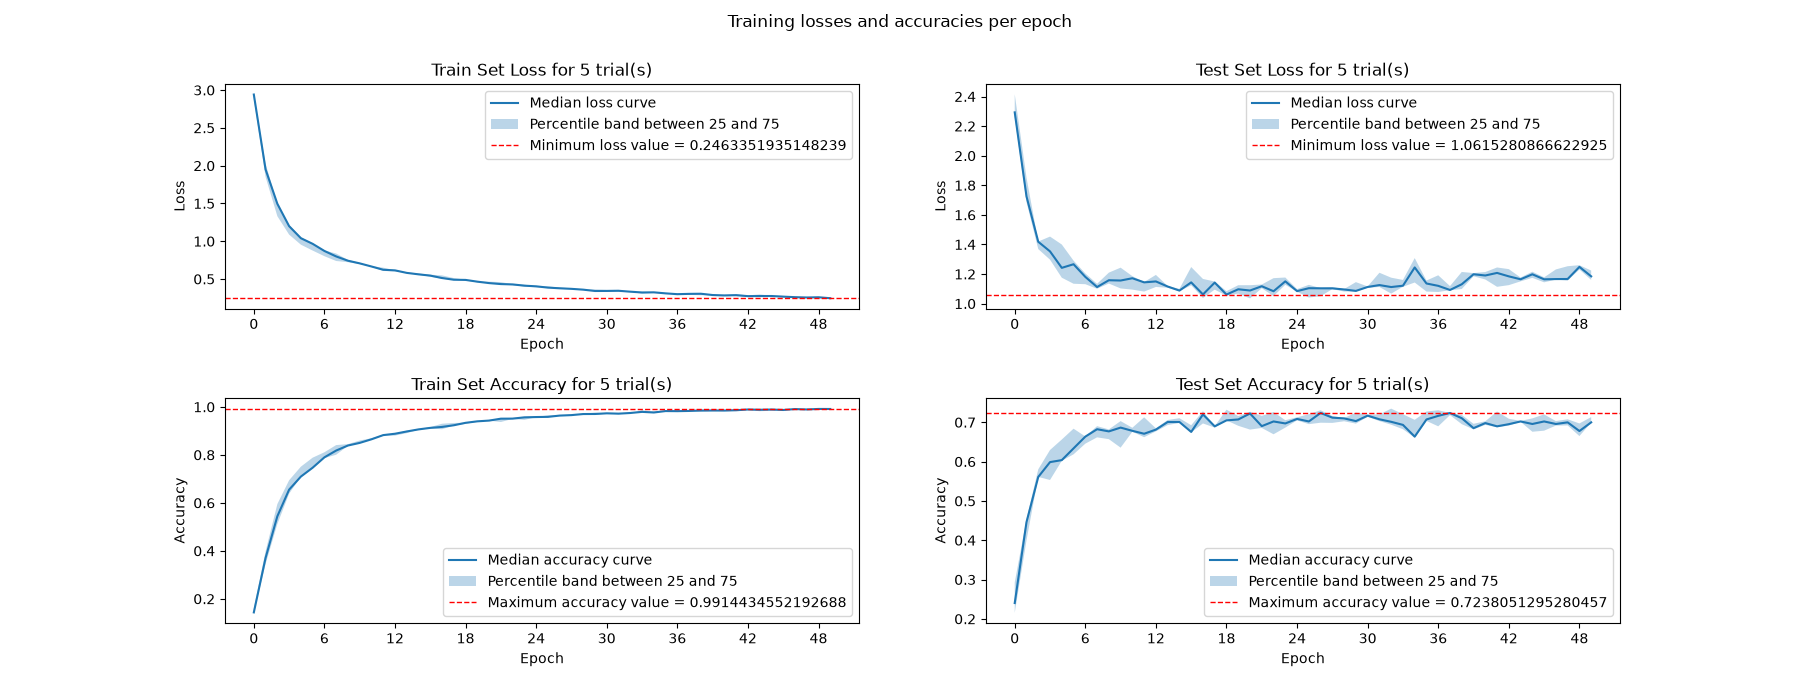 Training losses and accuracies per epoch
Train Set Loss for 5 trial(s)
3.0
2.5
2.0
1.5
1.0
0.5
Loss
Median loss curve
Percentile band between 25 and 75
Minimum loss value = 0.2463351935148239
0 6 12 18 24 30 36 42 48
Epoch
Test Set Loss for 5 trial(s)
2.4
2.2
2.0
1.8
1.6
1.4
1.2
1.0
Loss
Median loss curve
Percentile band between 25 and 75
Minimum loss value = 1.0615280866622925
0 6 12 18 24 30 36 42 48
Epoch
Train Set Accuracy for 5 trial(s)
1.0
0.8
0.6
0.4
0.2
Accuracy
Median accuracy curve
Percentile band between 25 and 75
Maximum accuracy value = 0.9914434552192688
0 6 12 18 24 30 36 42 48
Epoch
Test Set Accuracy for 5 trial(s)
0.7
0.6
0.5
0.4
0.3
0.2
Accuracy
Median accuracy curve
Percentile band between 25 and 75
Maximum accuracy value = 0.7238051295280457
0 6 12 18 24 30 36 42 48
Epoch